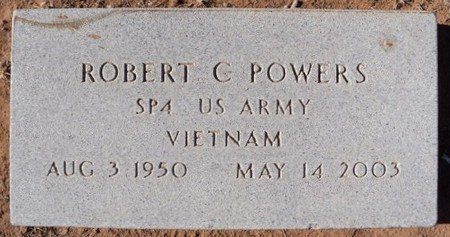 ROBERT C POWERS
SP4 US ARMY
VIETNAM
AUG 3 1950 MAY 14 2003